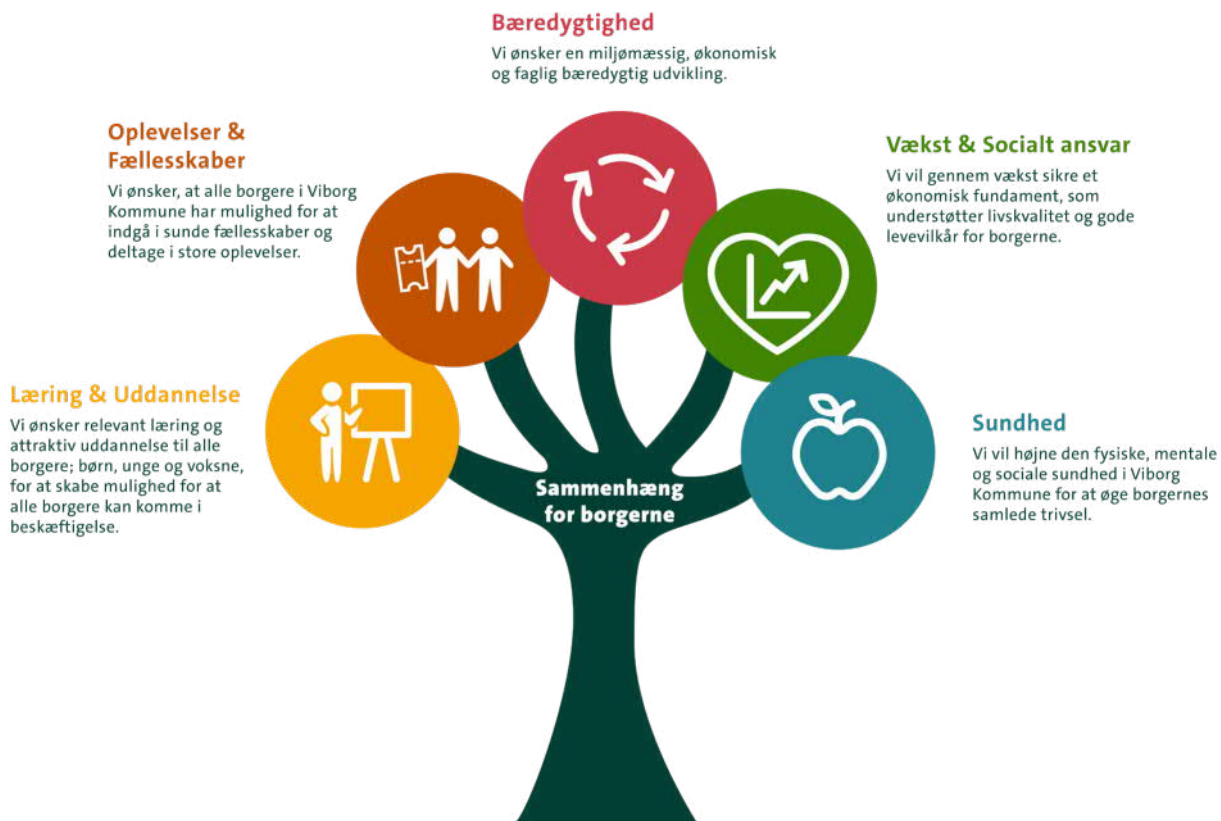 Bæredygtighed
Vi ønsker en miljømæssig, økonomisk
og faglig bæredygtig udvikling.
Oplevelser &
Fællesskaber
Vi ønsker, at alle borgere i Viborg
Kommune har mulighed for at
indgå i sunde fællesskaber og
deltage i store oplevelser.
Vækst & Socialt ansvar
Vi vil gennem vækst sikre et
økonomisk fundament, som
understøtter livskvalitet og gode
levevilkår for borgerne.
Læring & Uddannelse
Vi ønsker relevant læring og
attraktiv uddannelse til alle
borgere; børn, unge og voksne,
for at skabe mulighed for at
alle borgere kan komme i
beskæftigelse.
Sundhed
Vi vil højne den fysiske, mentale
og sociale sundhed i Viborg
Kommune for at øge borgernes
samlede trivsel.
Sammenhæng
for borgerne